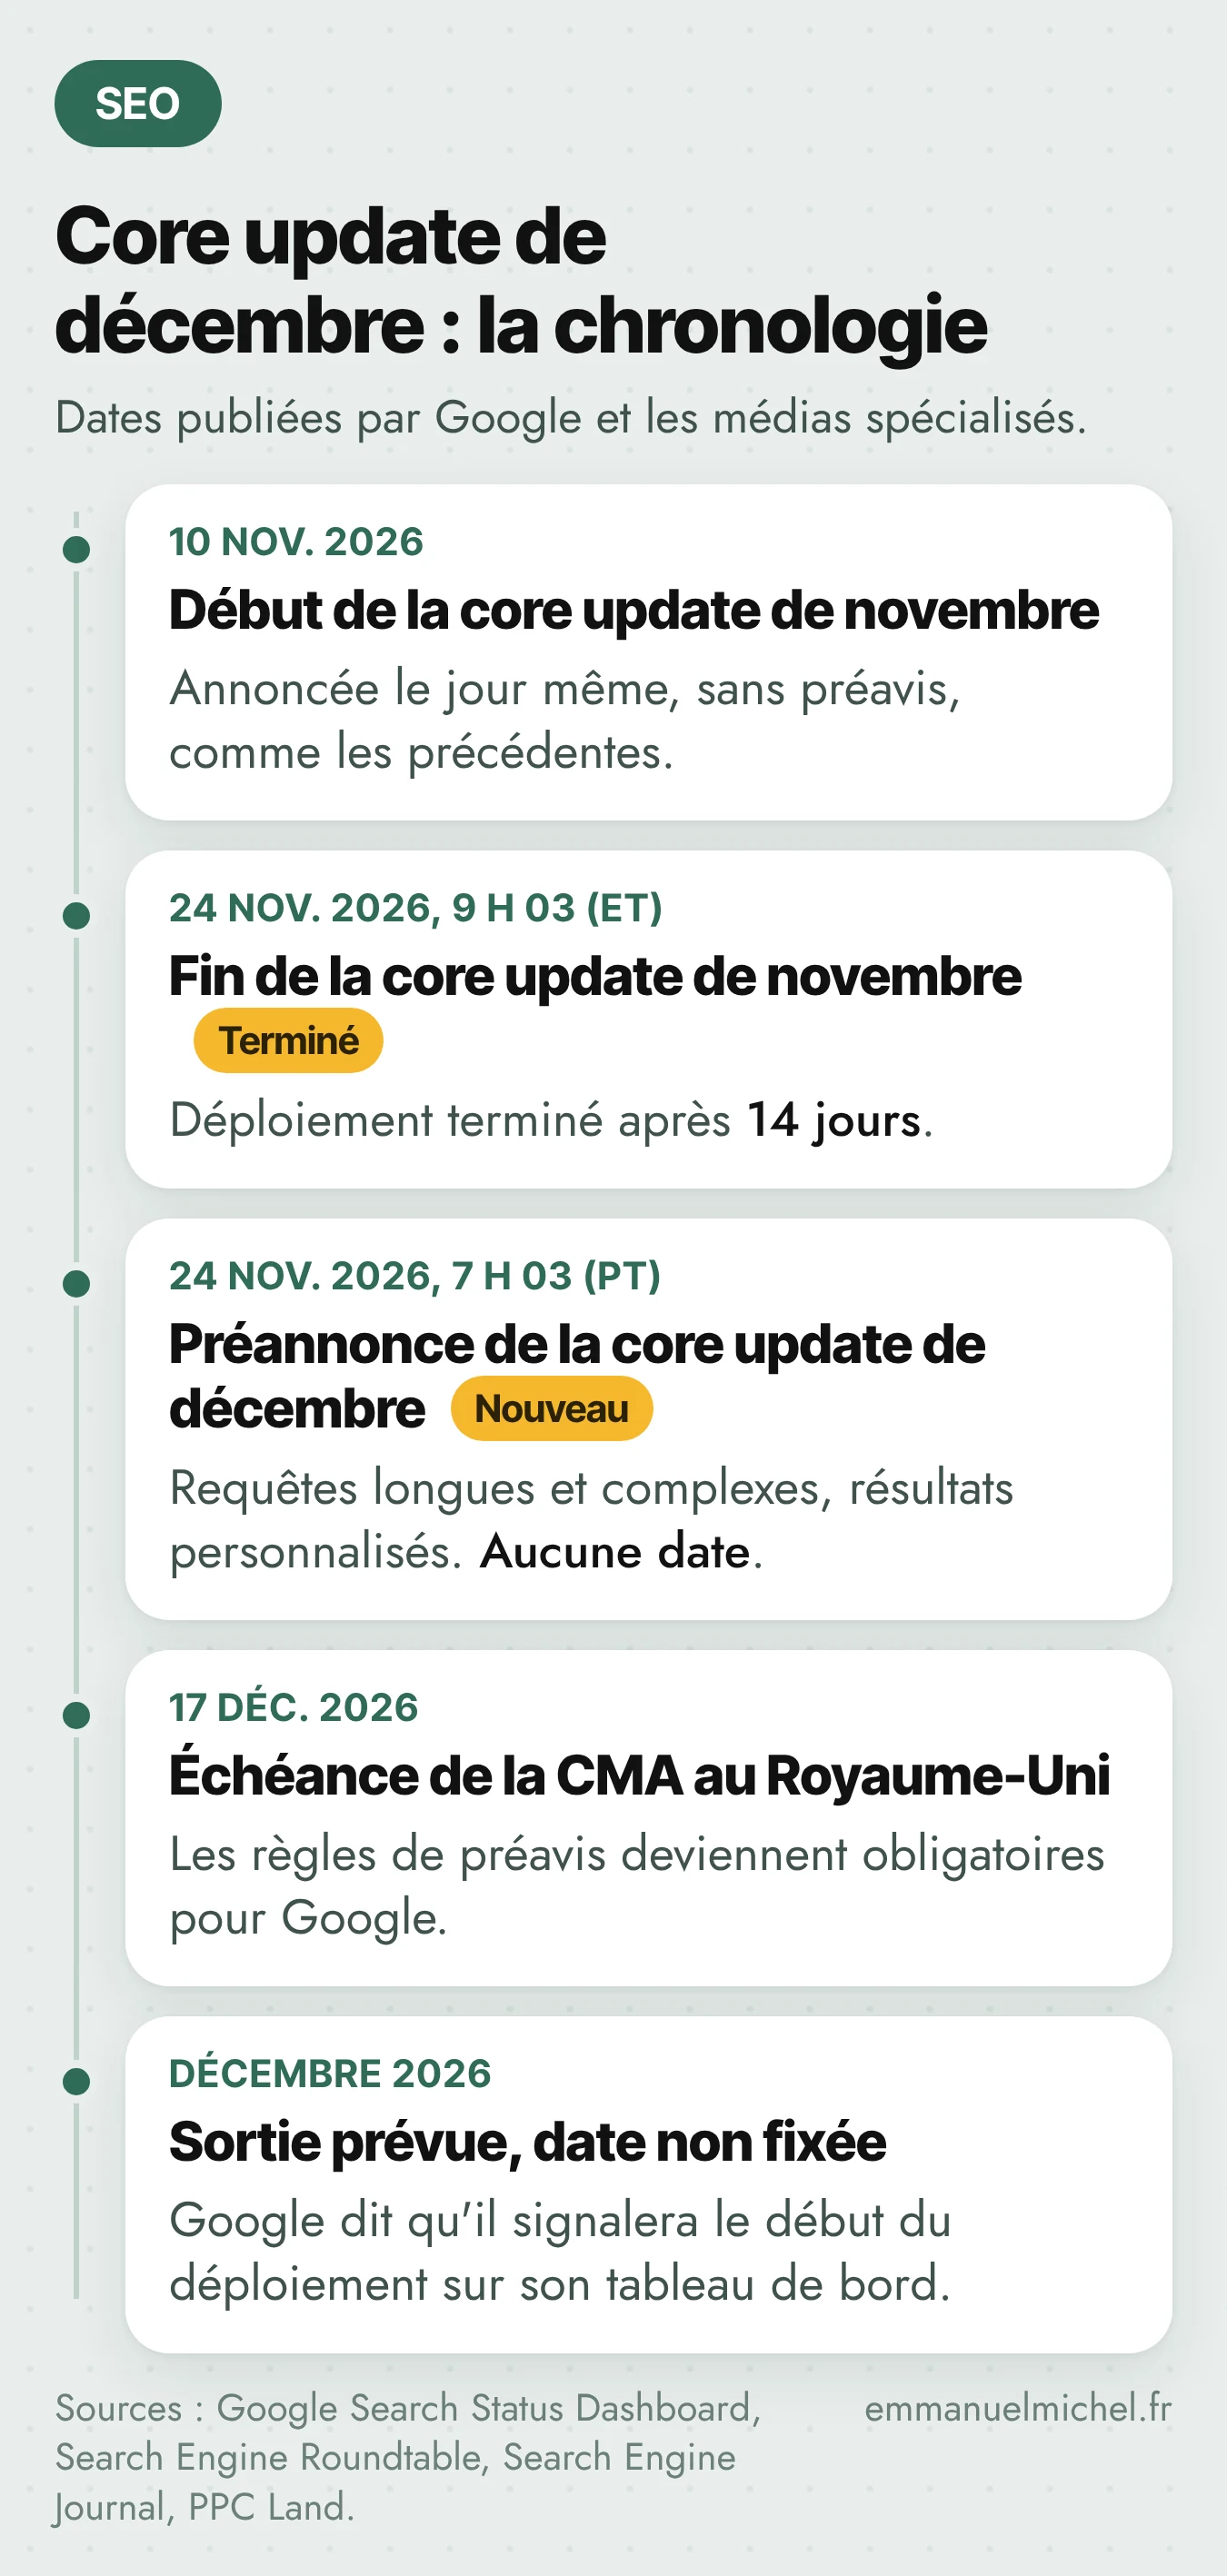 SEO
Core update de
décembre : la chronologie
Dates publiées par Google et les médias spécialisés.
10 NOV. 2026
Début de la core update de novembre
Annoncée le jour même, sans préavis,
comme les précédentes.
24 NOV. 2026, 9 H 03 (ET)
Fin de la core update de novembre
Terminé
Déploiement terminé après 14 jours.
24 NOV. 2026, 7 H 03 (PT)
Préannonce de la core update de
décembre Nouveau
Requêtes longues et complexes, résultats
personnalisés. Aucune date.
17 DÉC. 2026
Échéance de la CMA au Royaume-Uni
Les règles de préavis deviennent obligatoires
pour Google.
DÉCEMBRE 2026
Sortie prévue, date non fixée
Google dit qu'il signalera le début du
déploiement sur son tableau de bord.
Sources : Google Search Status Dashboard,
Search Engine Roundtable, Search Engine
Journal, PPC Land.
emmanuelmichel.fr